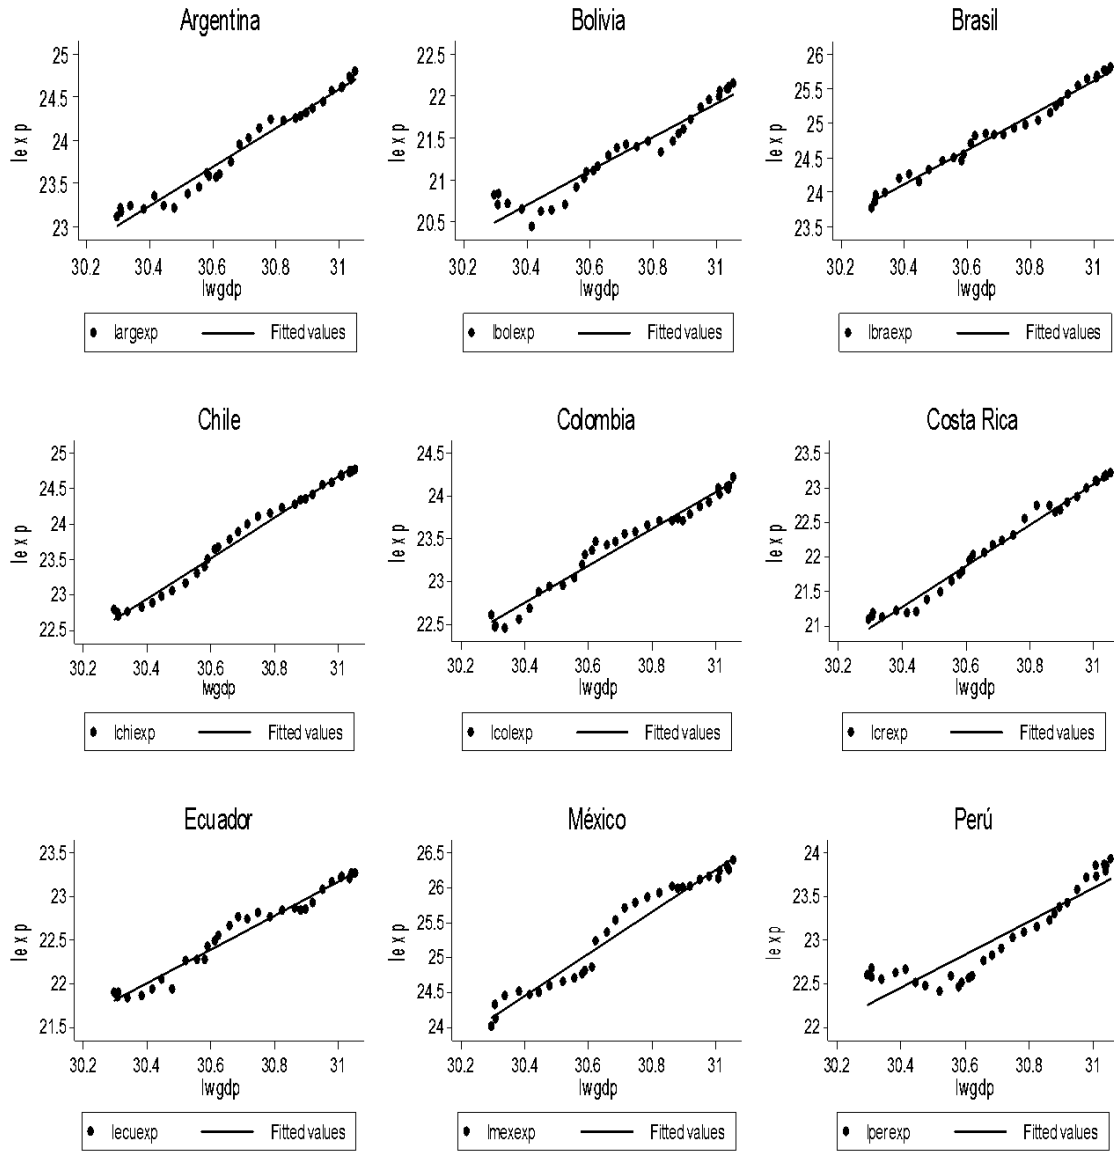 Argentina
25
24.5
24
23.5
23
lexp
30.2 30.4 30.6 30.8 31
lwgdp
largexp Fitted values
Bolivia
22.5
22
21.5
21
20.5
lexp
30.2 30.4 30.6 30.8 31
lwgdp
lbolexp Fitted values
Brasil
26
25.5
25
24.5
24
23.5
lexp
30.2 30.4 30.6 30.8 31
lwgdp
lbraexp Fitted values
Chile
25
24.5
24
23.5
23
22.5
lexp
30.2 30.4 30.6 30.8 31
lwgdp
lchiexp Fitted values
Colombia
24.5
24
23.5
23
22.5
lexp
30.2 30.4 30.6 30.8 31
lwgdp
lcolexp Fitted values
Costa Rica
23.5
23
22.5
22
21.5
21
lexp
30.2 30.4 30.6 30.8 31
lwgdp
lcrexp Fitted values
Ecuador
23.5
23
22.5
22
21.5
lexp
30.2 30.4 30.6 30.8 31
lwgdp
lecuexp Fitted values
México
26.5
26
25.5
25
24.5
24
lexp
30.2 30.4 30.6 30.8 31
lwgdp
lmexexp Fitted values
Perú
24
23.5
23
22.5
22
lexp
30.2 30.4 30.6 30.8 31
lwgdp
lperexp Fitted values